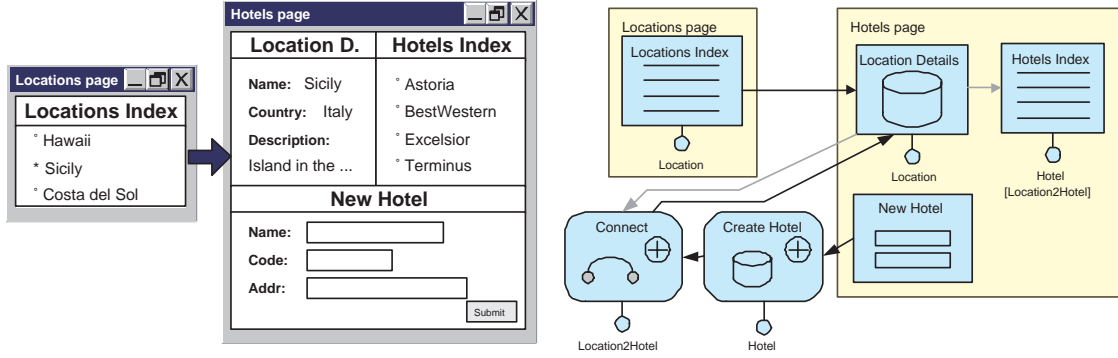 Locations page
Locations Index
° Hawaii
* Sicily
° Costa del Sol
Hotels page
Location D.
Name: Sicily
Country: Italy
Description:
Island in the ...
Hotels Index
° Astoria
° BestWestern
° Excelsior
° Terminus
New Hotel
Name:
Code:
Addr:
Submit
Locations page
Locations Index
Location
Hotels page
Location Details
Location
Hotels Index
Hotel
[Location2Hotel]
New Hotel
Connect
Location2Hotel
Create Hotel
Hotel